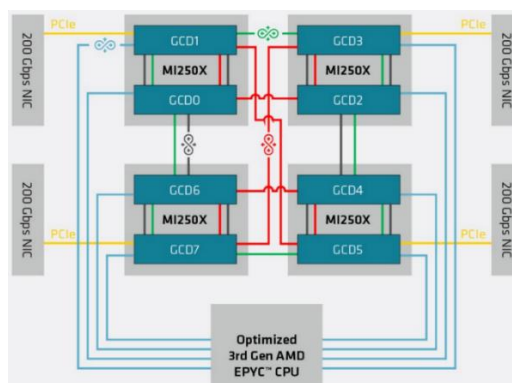 200 Gbps NIC
PCIe
GCD1
MI250X
GCD0
GCD3
MI250X
GCD2
PCIe
200 Gbps NIC
200 Gbps NIC
PCIe
GCD6
MI250X
GCD7
GCD4
MI250X
GCD5
PCIe
200 Gbps NIC
Optimized
3rd Gen AMD
EPYC™ CPU